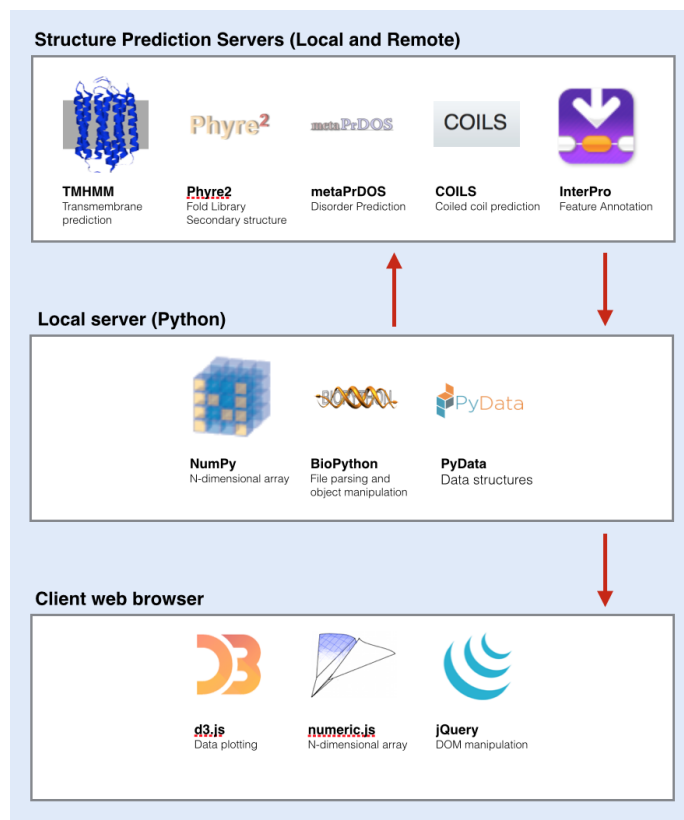 Structure Prediction Servers (Local and Remote)
Phyre2
metaPrDOS
COILS
TMHMM
Transmembrane
prediction
Phyre2
Fold Library
Secondary structure
metaPrDOS
Disorder Prediction
COILS
Coiled coil prediction
InterPro
Feature Annotation
Local server (Python)
BIOPYTHON
PyData
NumPy
N-dimensional array
BioPython
File parsing and
object manipulation
PyData
Data structures
Client web browser
D3
d3.js
Data plotting
numeric.js
N-dimensional array
jQuery
DOM manipulation